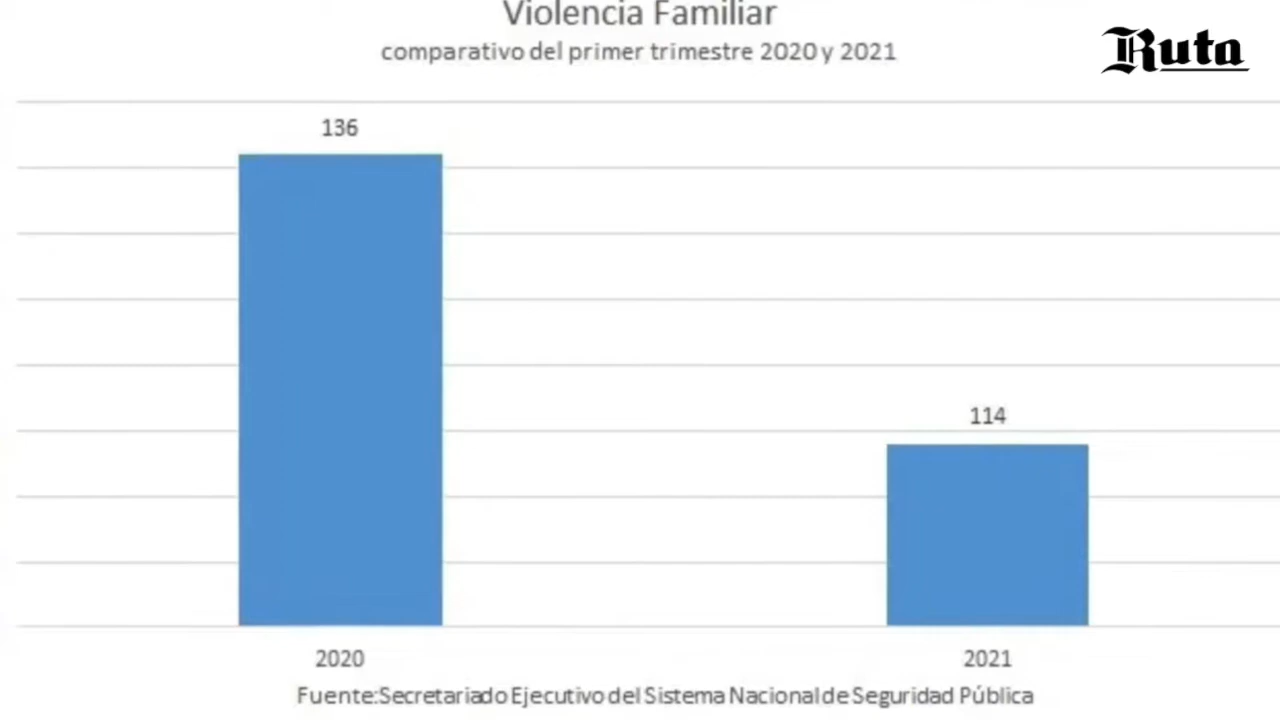 Violencia Familiar
comparativo del primer trimestre 2020 y 2021
Ruta
136
114
2020
2021
Fuente:Secretariado Ejecutivo del Sistema Nacional de Seguridad Pública